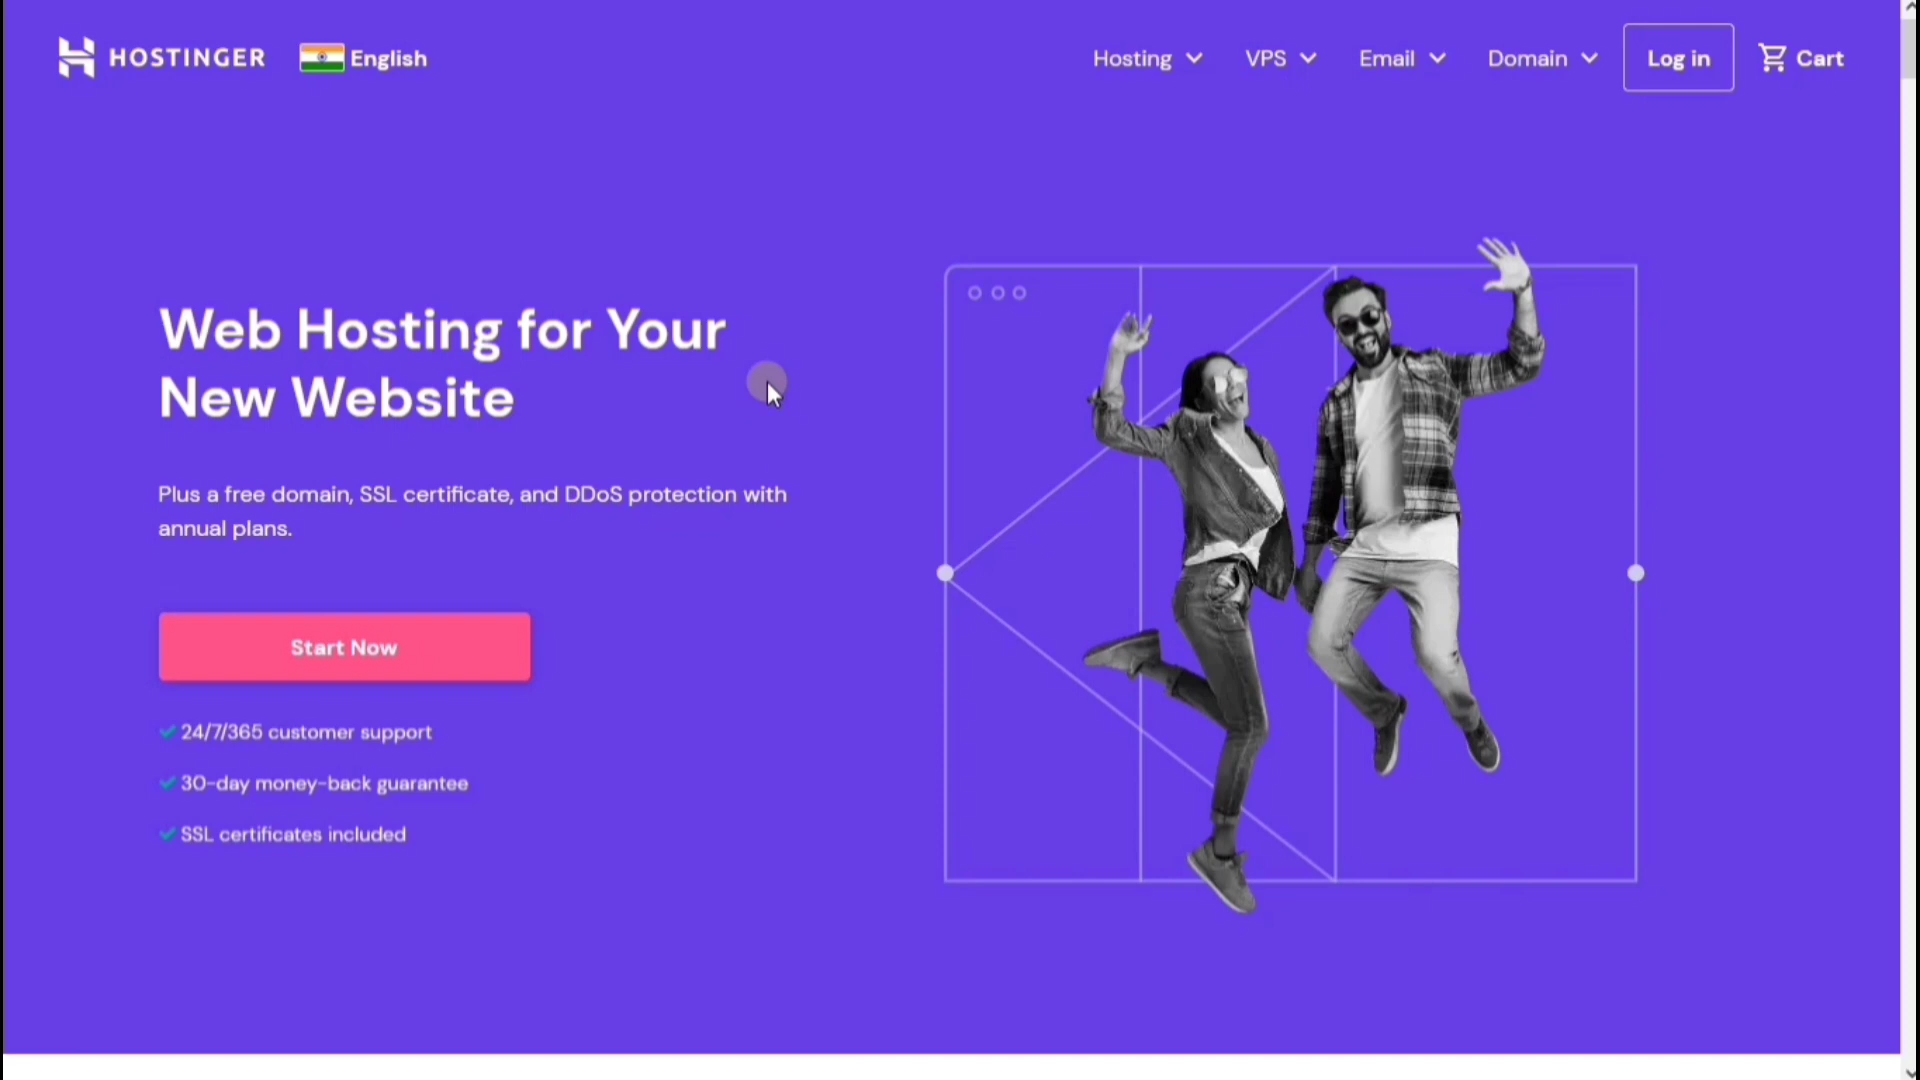 HOSTINGER
English
Hosting
VPS
Email
Domain
Log in
Cart
Web Hosting for Your
New Website
Plus a free domain, SSL certificate, and DDoS protection with
annual plans.
Start Now
24/7/365 customer support
30-day money-back guarantee
SSL certificates included